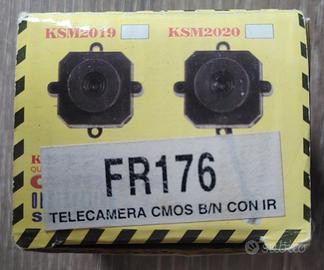 KSM2019
KSM2020
FR176
TELECAMERA CMOS B/N CON IR